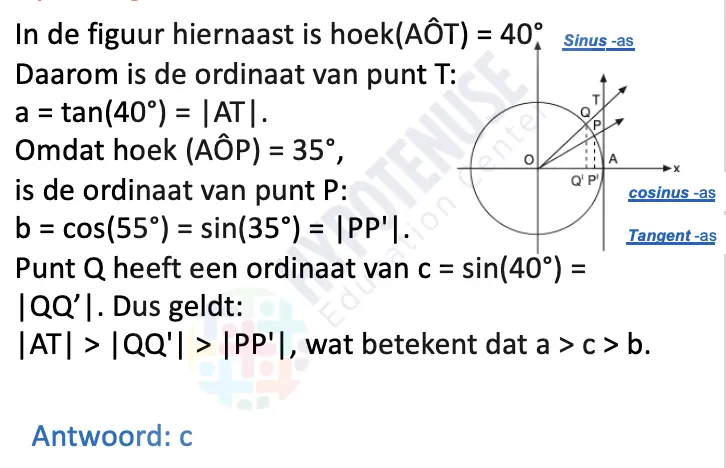 In de figuur hiernaast is hoek(AÔT) = 40°
Sinus -as
Daarom is de ordinaat van punt T:
a = tan(40°) = |AT|.
Omdat hoek (AÔP) = 35°,
is de ordinaat van punt P:
b = cos(55°) = sin(35°) = |PP'|.
Punt Q heeft een ordinaat van c = sin(40°) =
|QQ’|. Dus geldt:
|AT| > |QQ'| > |PP'|, wat betekent dat a > c > b.
T
Q
P
O
A
x
Q' P'
cosinus -as
Tangent -as
HYPOTENUSE
Education Center
Antwoord: c